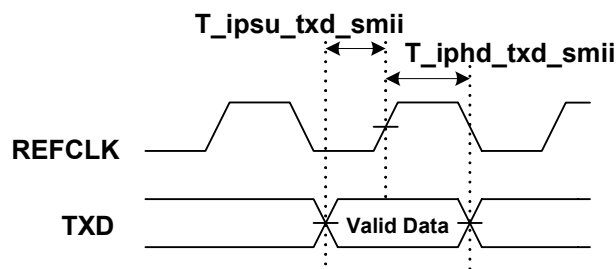 T_ipsu_txd_smii
T_iphd_txd_smii
REFCLK
TXD
Valid Data